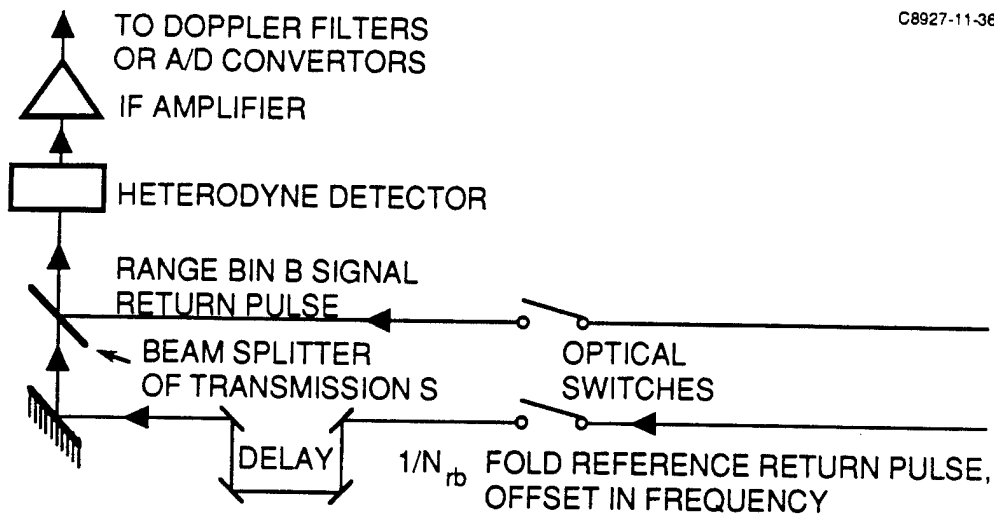 C8927-11-36
TO DOPPLER FILTERS
OR A/D CONVERTORS
IF AMPLIFIER
HETERODYNE DETECTOR
RANGE BIN B SIGNAL
RETURN PULSE
BEAM SPLITTER
OF TRANSMISSION S
OPTICAL
SWITCHES
DELAY
1/Nrb FOLD REFERENCE RETURN PULSE,
OFFSET IN FREQUENCY